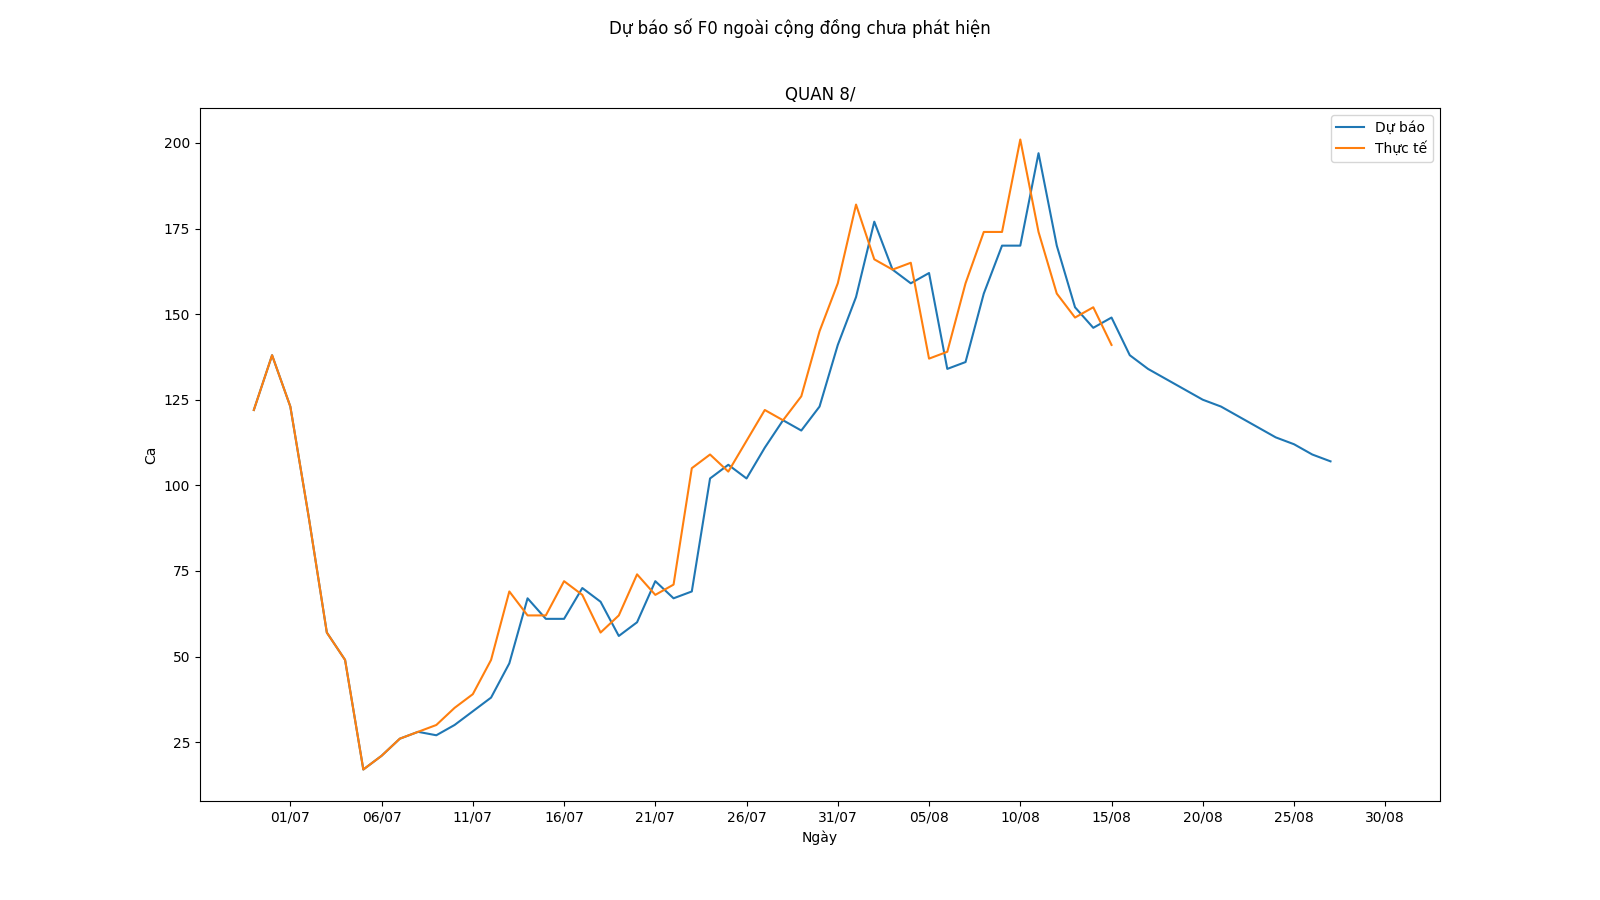 Dự báo số F0 ngoài cộng đồng chưa phát hiện
QUAN 8/
Dự báo
Thực tế
200
175
150
125
100
75
50
25
Ca
01/07 06/07 11/07 16/07 21/07 26/07 31/07 05/08 10/08 15/08 20/08 25/08 30/08
Ngày